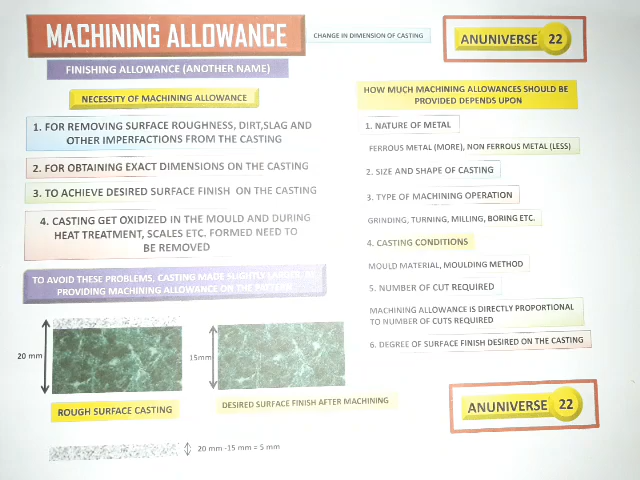 MACHINING ALLOWANCE
CHANGE IN DIMENSION OF CASTING
ANUNIVERSE 22
FINISHING ALLOWANCE (ANOTHER NAME)
NECESSITY OF MACHINING ALLOWANCE
1. FOR REMOVING SURFACE ROUGHNESS, DIRT,SLAG AND
OTHER IMPERFACTIONS FROM THE CASTING
2. FOR OBTAINING EXACT DIMENSIONS ON THE CASTING
3. TO ACHIEVE DESIRED SURFACE FINISH ON THE CASTING
4. CASTING GET OXIDIZED IN THE MOULD AND DURING
HEAT TREATMENT, SCALES ETC. FORMED NEED TO
BE REMOVED
TO AVOID THESE PROBLEMS, CASTING MADE SLIGHTLY LARGER BY
PROVIDING MACHINING ALLOWANCE ON THE PATTERN
20 mm
15mm
ROUGH SURFACE CASTING
DESIRED SURFACE FINISH AFTER MACHINING
20 mm -15 mm = 5 mm
HOW MUCH MACHINING ALLOWANCES SHOULD BE
PROVIDED DEPENDS UPON
1. NATURE OF METAL
FERROUS METAL (MORE), NON FERROUS METAL (LESS)
2. SIZE AND SHAPE OF CASTING
3. TYPE OF MACHINING OPERATION
GRINDING, TURNING, MILLING, BORING ETC.
4. CASTING CONDITIONS
MOULD MATERIAL, MOULDING METHOD
5. NUMBER OF CUT REQUIRED
MACHINING ALLOWANCE IS DIRECTLY PROPORTIONAL
TO NUMBER OF CUTS REQUIRED
6. DEGREE OF SURFACE FINISH DESIRED ON THE CASTING
ANUNIVERSE 22